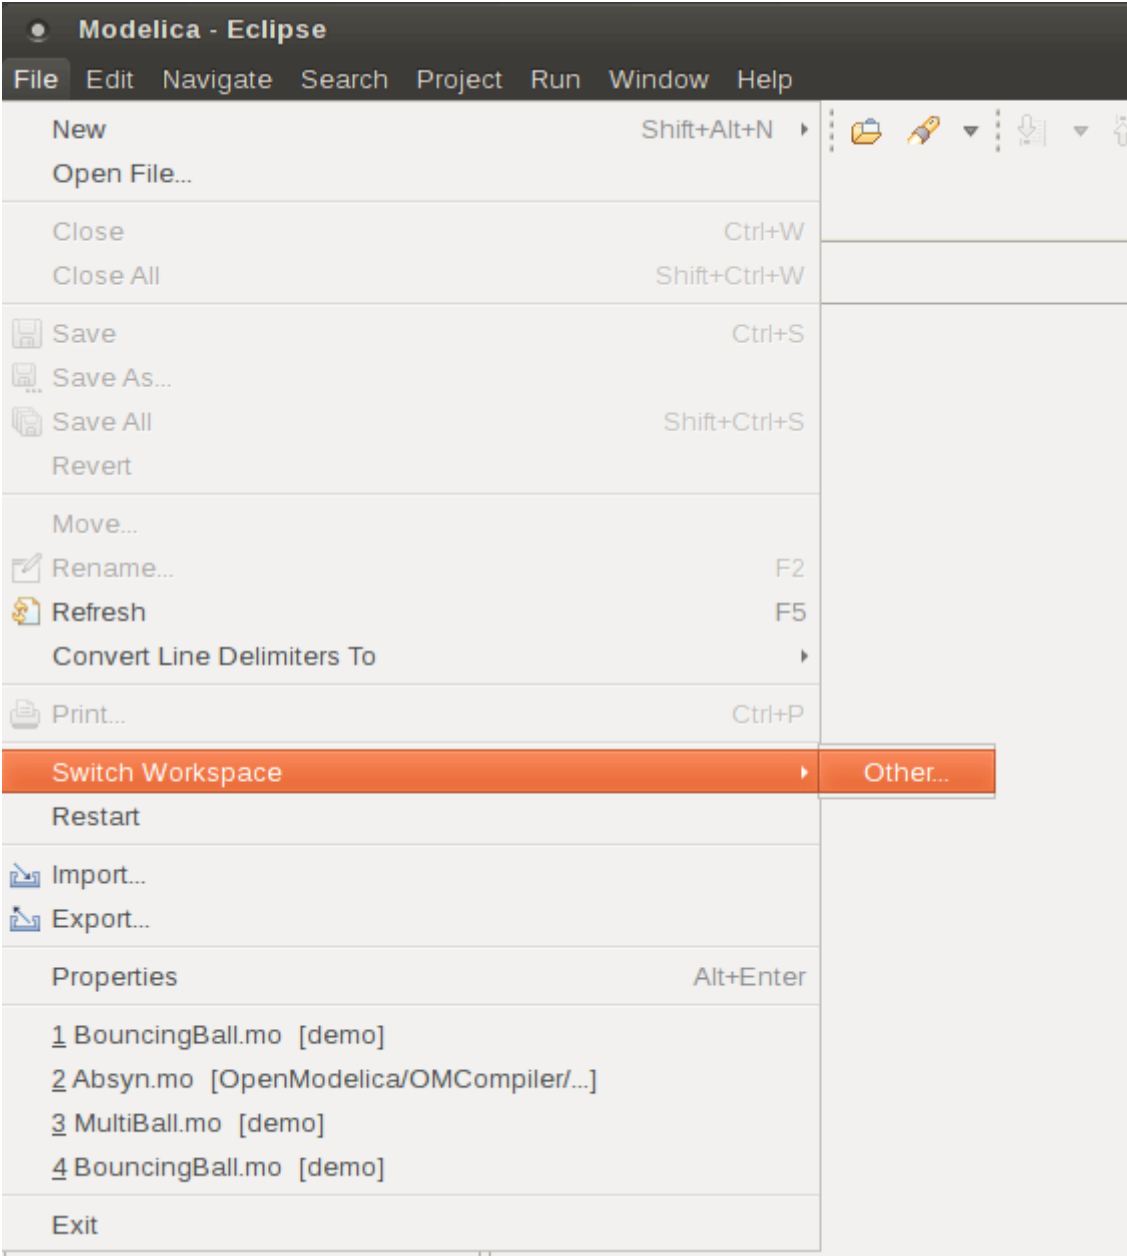 Modelica - Eclipse
File Edit Navigate Search Project Run Window Help
New Shift+Alt+N
Open File...
Close Ctrl+W
Close All Shift+Ctrl+W
Save Ctrl+S
Save As...
Save All Shift+Ctrl+S
Revert
Move...
Rename... F2
Refresh F5
Convert Line Delimiters To
Print... Ctrl+P
Switch Workspace Other...
Restart
Import...
Export...
Properties Alt+Enter
1 BouncingBall.mo [demo]
2 Absyn.mo [OpenModelica/OMCompiler/...]
3 MultiBall.mo [demo]
4 BouncingBall.mo [demo]
Exit